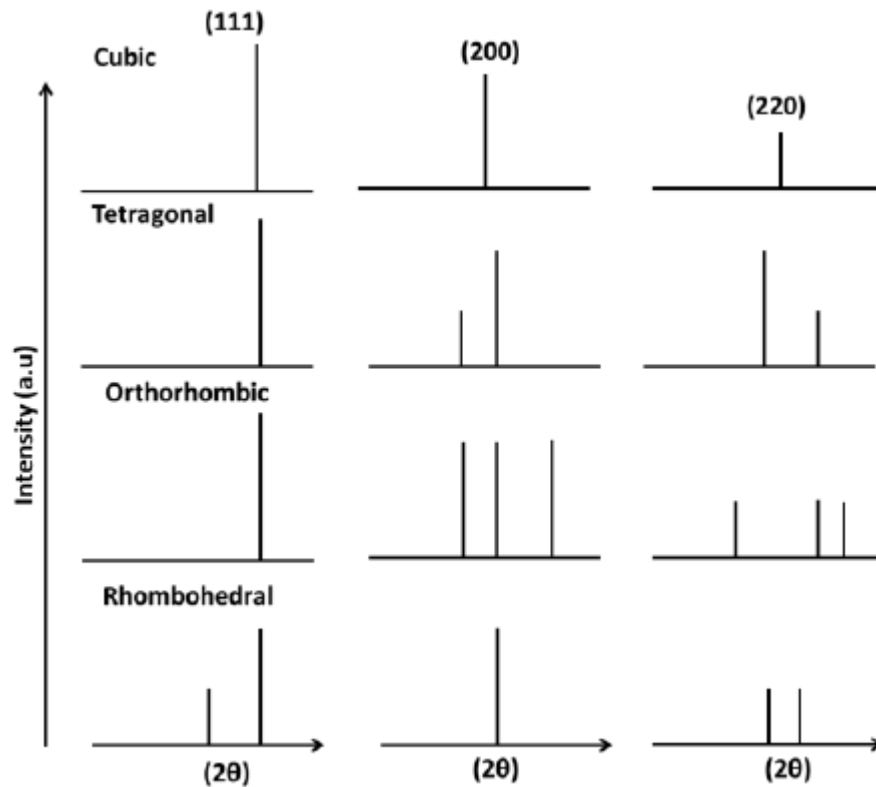 (111)
(200)
(220)
Cubic
Tetragonal
Orthorhombic
Rhombohedral
Intensity (a.u)
(2θ)
(2θ)
(2θ)